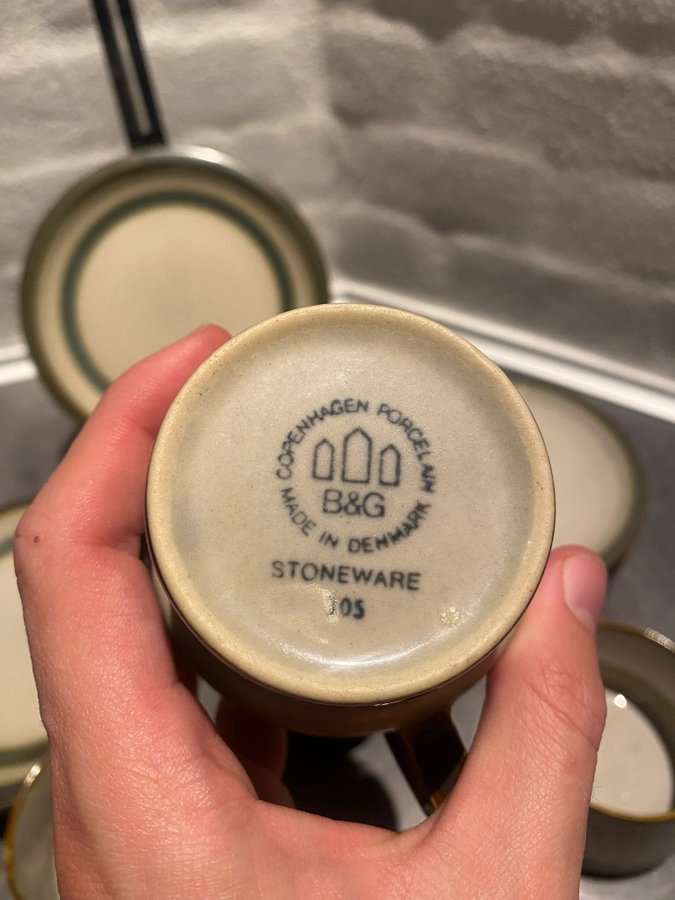 COPENHAGEN PORCELAIN
B&G
MADE IN DENMARK
STONEWARE